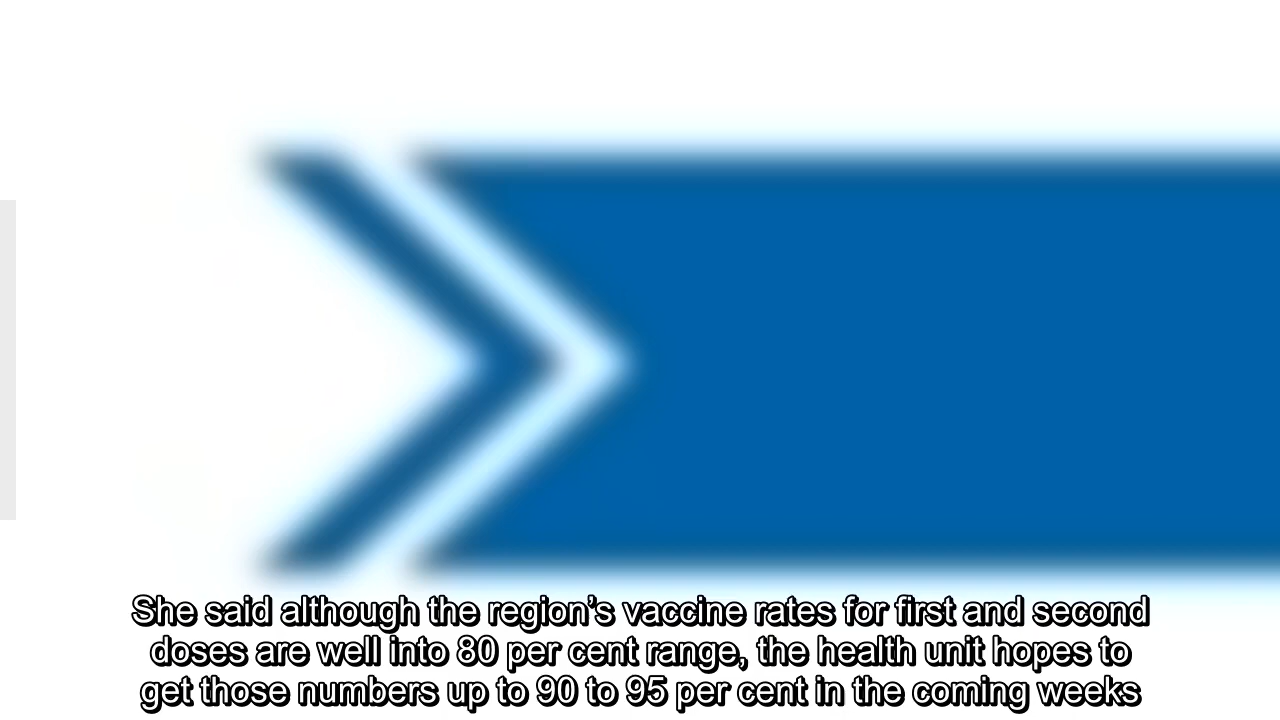 She said although the region’s vaccine rates for first and second
doses are well into 80 per cent range, the health unit hopes to
get those numbers up to 90 to 95 per cent in the coming weeks